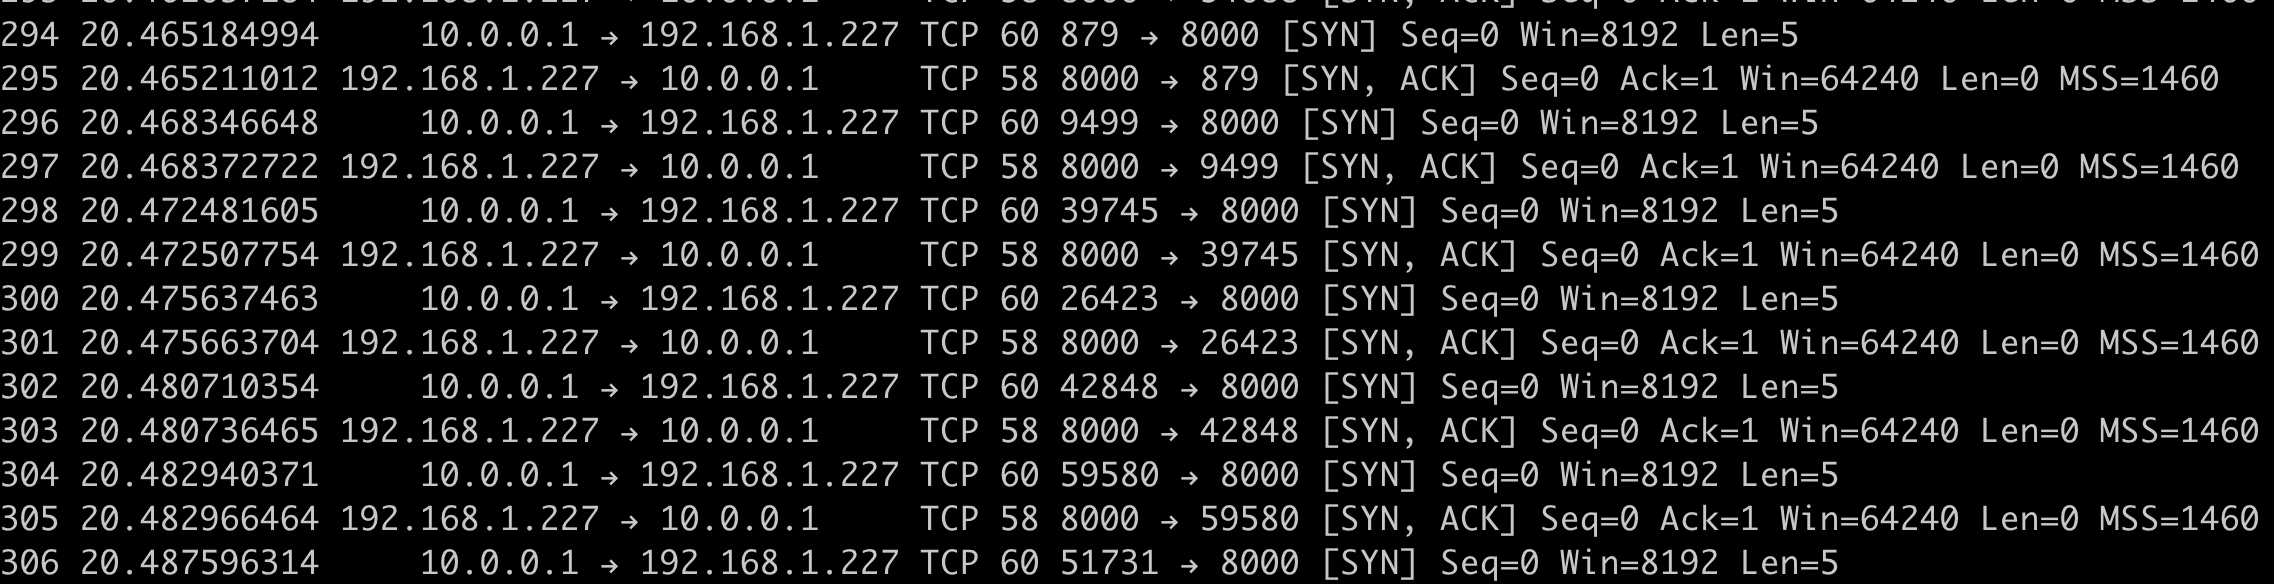 294 20.465184994     10.0.0.1 → 192.168.1.227 TCP 60 879 → 8000 [SYN] Seq=0 Win=8192 Len=5
295 20.465211012 192.168.1.227 → 10.0.0.1     TCP 58 8000 → 879 [SYN, ACK] Seq=0 Ack=1 Win=64240 Len=0 MSS=1460
296 20.468346648     10.0.0.1 → 192.168.1.227 TCP 60 9499 → 8000 [SYN] Seq=0 Win=8192 Len=5
297 20.468372722 192.168.1.227 → 10.0.0.1     TCP 58 8000 → 9499 [SYN, ACK] Seq=0 Ack=1 Win=64240 Len=0 MSS=1460
298 20.472481605     10.0.0.1 → 192.168.1.227 TCP 60 39745 → 8000 [SYN] Seq=0 Win=8192 Len=5
299 20.472507754 192.168.1.227 → 10.0.0.1     TCP 58 8000 → 39745 [SYN, ACK] Seq=0 Ack=1 Win=64240 Len=0 MSS=1460
300 20.475637463     10.0.0.1 → 192.168.1.227 TCP 60 26423 → 8000 [SYN] Seq=0 Win=8192 Len=5
301 20.475663704 192.168.1.227 → 10.0.0.1     TCP 58 8000 → 26423 [SYN, ACK] Seq=0 Ack=1 Win=64240 Len=0 MSS=1460
302 20.480710354     10.0.0.1 → 192.168.1.227 TCP 60 42848 → 8000 [SYN] Seq=0 Win=8192 Len=5
303 20.480736465 192.168.1.227 → 10.0.0.1     TCP 58 8000 → 42848 [SYN, ACK] Seq=0 Ack=1 Win=64240 Len=0 MSS=1460
304 20.482940371     10.0.0.1 → 192.168.1.227 TCP 60 59580 → 8000 [SYN] Seq=0 Win=8192 Len=5
305 20.482966464 192.168.1.227 → 10.0.0.1     TCP 58 8000 → 59580 [SYN, ACK] Seq=0 Ack=1 Win=64240 Len=0 MSS=1460
306 20.487596314     10.0.0.1 → 192.168.1.227 TCP 60 51731 → 8000 [SYN] Seq=0 Win=8192 Len=5